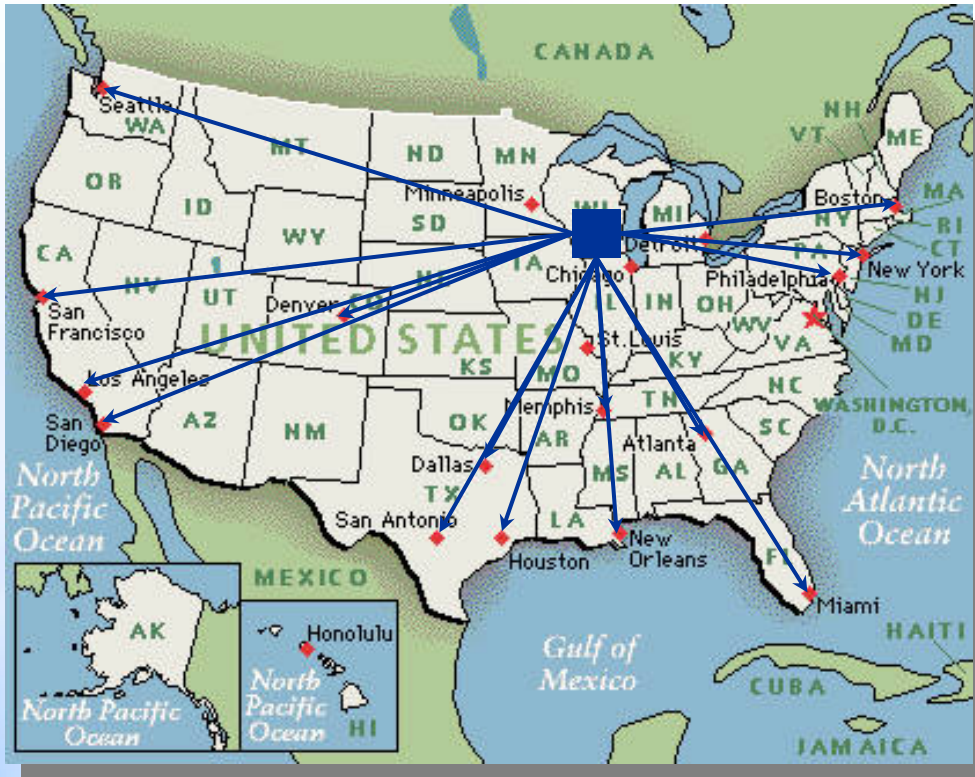 CANADA
Seattle
WA
MT
ND
MN
NH
VT
ME
OR
ID
Minneapolis
WI
MI
Boston
MA
NY
RI
CT
WY
SD
CA
NV
UT
NE
IA
Chicago
Detroit
PA
New York
Philadelphia
NJ
DE
MD
San
Francisco
Denver
CO
IL
IN
OH
WV
VA
UNITED STATES
St. Louis
KS
MO
KY
Los Angeles
San
Diego
AZ
NM
OK
AR
Memphis
TN
NC
SC
WASHINGTON,
D.C.
Atlanta
MS
AL
GA
Dallas
TX
LA
San Antonio
Houston
New
Orleans
FL
Miami
North
Pacific
Ocean
North
Atlantic
Ocean
MEXICO
Gulf of
Mexico
AK
North Pacific
Ocean
Honolulu
North
Pacific
Ocean
HI
HAITI
CUBA
JAMAICA